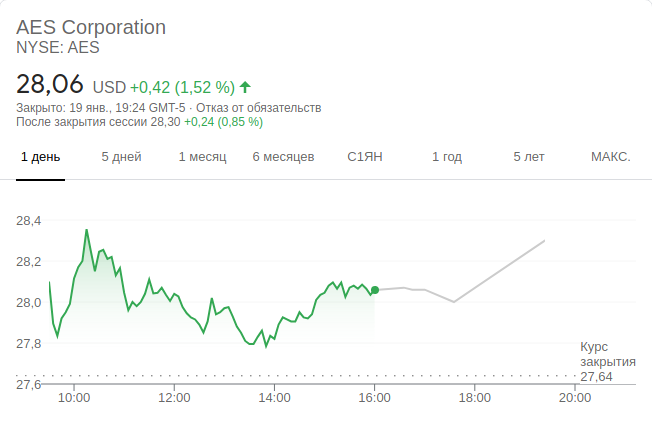 AES Corporation
NYSE: AES
28,06 USD +0,42 (1,52 %)
Закрыто: 19 янв., 19:24 GMT-5 · Отказ от обязательств
После закрытия сессии 28,30 +0,24 (0,85 %)
1 день 5 дней 1 месяц 6 месяцев С1ЯН 1 год 5 лет МАКС.
28,4
28,2
28,0
27,8
27,6
Курс
закрытия
27,64
10:00 12:00 14:00 16:00 18:00 20:00